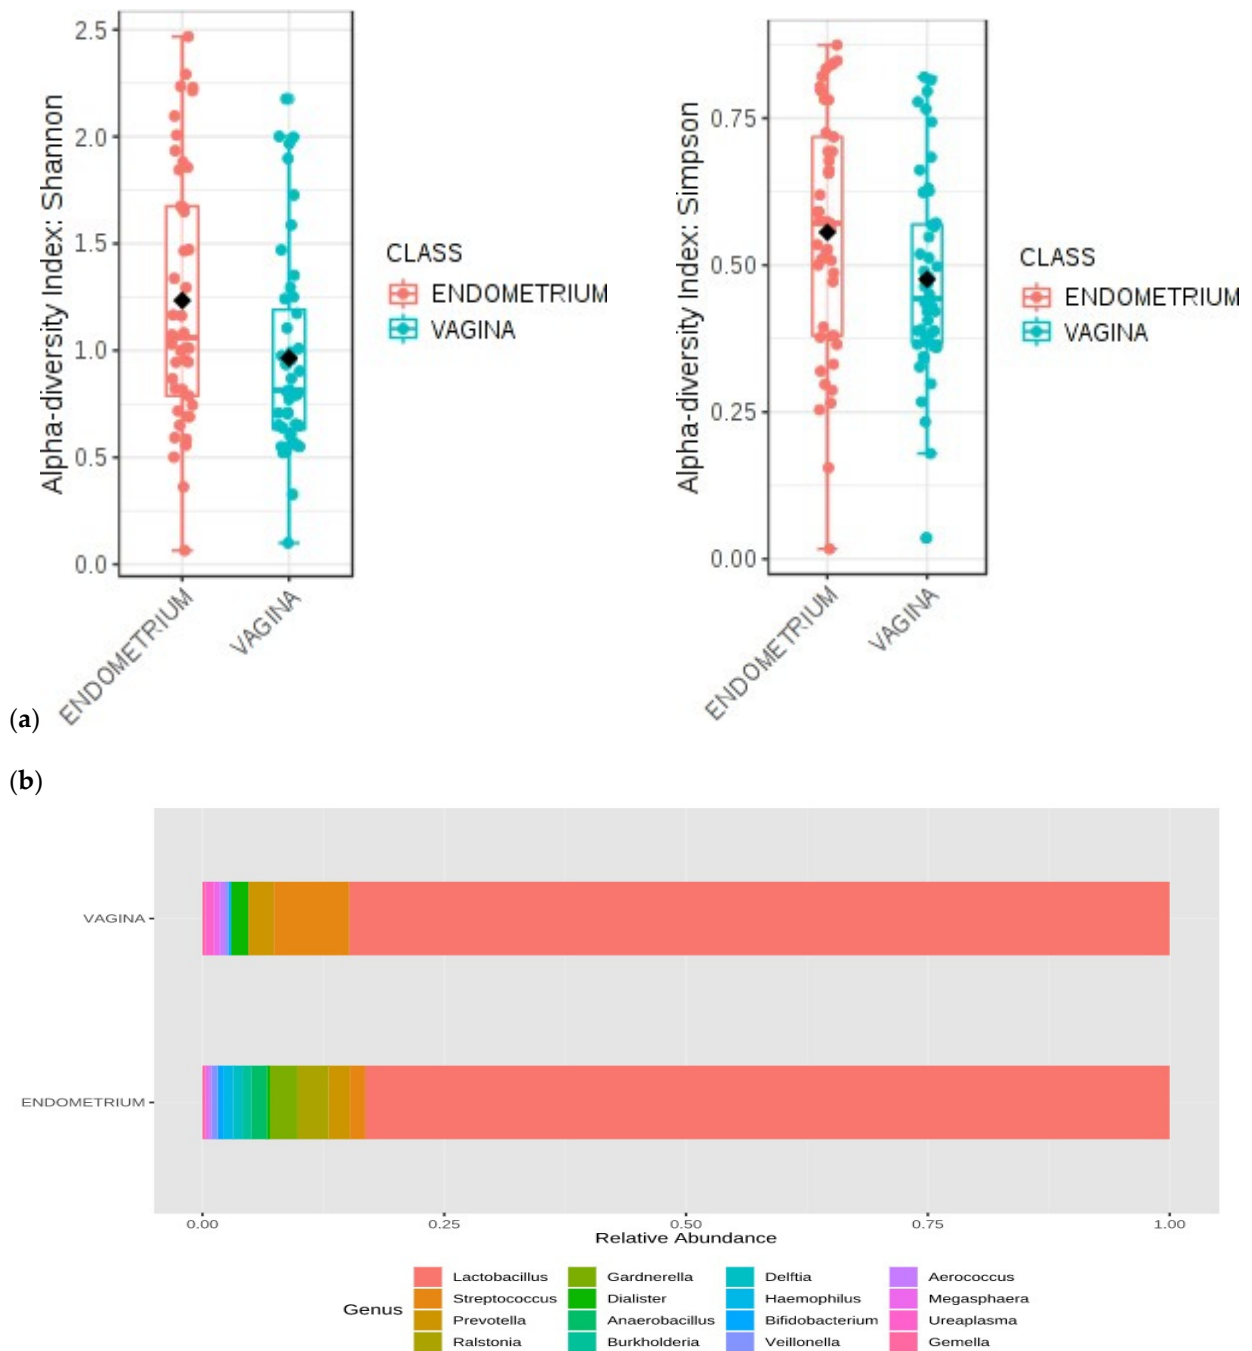 Alpha-diversity Index: Shannon
2.5
2.0
1.5
1.0
0.5
0.0
ENDOMETRIUM
VAGINA
CLASS
ENDOMETRIUM
VAGINA
Alpha-diversity Index: Simpson
0.75
0.50
0.25
0.00
ENDOMETRIUM
VAGINA
CLASS
ENDOMETRIUM
VAGINA
(a)
(b)
VAGINA
ENDOMETRIUM
0.00 0.25 0.50 0.75 1.00
Relative Abundance
Genus
Lactobacillus Gardnerella Delftia Aerococcus
Streptococcus Dialister Haemophilus Megasphaera
Prevotella Anaerobacillus Bifidobacterium Ureaplasma
Ralstonia Burkholderia Veillonella Gemella